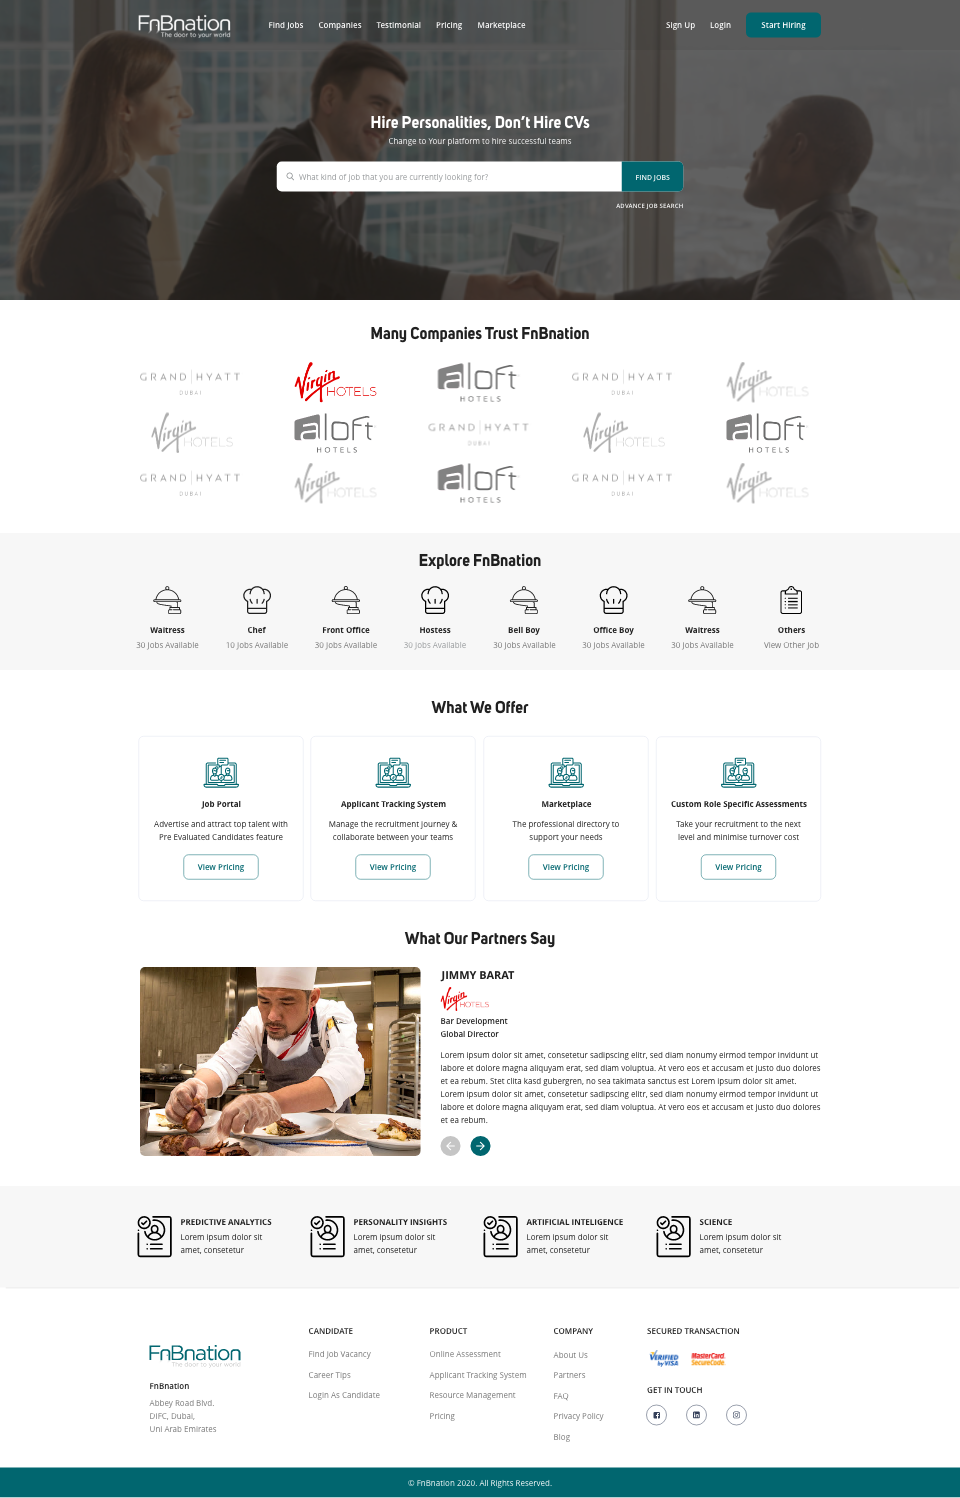 FnBnation
The door to your world
Find Jobs Companies Testimonial Pricing Marketplace
Sign Up Login Start Hiring
Hire Personalities, Don't Hire CVs
Change to Your platform to hire successful teams
What kind of job that you are currently looking for? FIND JOBS
ADVANCE JOB SEARCH
Many Companies Trust FnBnation
GRAND HYATT DUBAI
Virgin HOTELS
aloft HOTELS
GRAND HYATT DUBAI
Virgin HOTELS
Virgin HOTELS
aloft HOTELS
GRAND HYATT DUBAI
Virgin HOTELS
aloft HOTELS
GRAND HYATT DUBAI
Virgin HOTELS
aloft HOTELS
GRAND HYATT DUBAI
Virgin HOTELS
Explore FnBnation
Waitress Chef Front Office Hostess Bell Boy Office Boy Waitress Others
30 Jobs Available 10 Jobs Available 30 Jobs Available 30 Jobs Available 30 Jobs Available 30 Jobs Available 30 Jobs Available View Other Job
What We Offer
Job Portal
Advertise and attract top talent with
Pre Evaluated Candidates feature
View Pricing
Applicant Tracking System
Manage the recruitment journey &
collaborate between your teams
View Pricing
Marketplace
The professional directory to
support your needs
View Pricing
Custom Role Specific Assessments
Take your recruitment to the next
level and minimise turnover cost
View Pricing
What Our Partners Say
JIMMY BARAT
Virgin HOTELS
Bar Development
Global Director
Lorem ipsum dolor sit amet, consetetur sadipscing elitr, sed diam nonumy eirmod tempor invidunt ut
labore et dolore magna aliquyam erat, sed diam voluptua. At vero eos et accusam et justo duo dolores
et ea rebum. Stet clita kasd gubergren, no sea takimata sanctus est Lorem ipsum dolor sit amet.
Lorem ipsum dolor sit amet, consetetur sadipscing elitr, sed diam nonumy eirmod tempor invidunt ut
labore et dolore magna aliquyam erat, sed diam voluptua. At vero eos et accusam et justo duo dolores
et ea rebum.
PREDICTIVE ANALYTICS
Lorem ipsum dolor sit
amet, consetetur
PERSONALITY INSIGHTS
Lorem ipsum dolor sit
amet, consetetur
ARTIFICIAL INTELIGENCE
Lorem ipsum dolor sit
amet, consetetur
SCIENCE
Lorem ipsum dolor sit
amet, consetetur
FnBnation
The door to your world
FnBnation
Abbey Road Blvd.
DIFC, Dubai,
Uni Arab Emirates
CANDIDATE
Find Job Vacancy
Career Tips
Login As Candidate
PRODUCT
Online Assessment
Applicant Tracking System
Resource Management
Pricing
COMPANY
About Us
Partners
FAQ
Privacy Policy
Blog
SECURED TRANSACTION
VERIFIED by VISA
MasterCard. SecureCode.
GET IN TOUCH
© FnBnation 2020. All Rights Reserved.